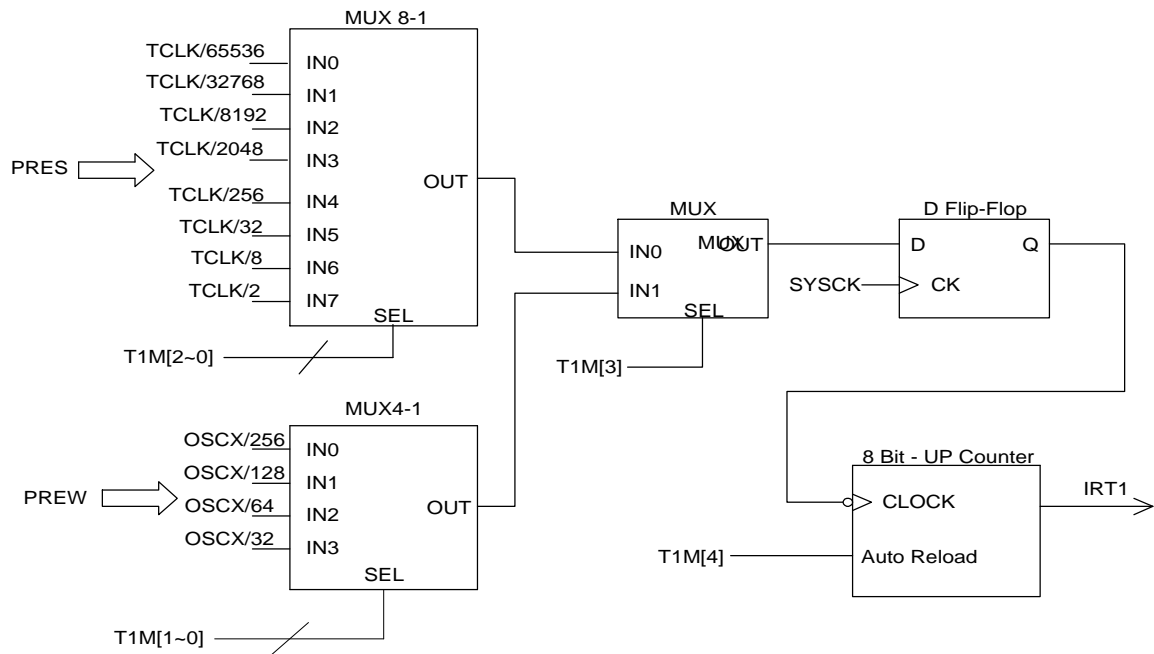 MUX 8-1
TCLK/65536
IN0
TCLK/32768
IN1
TCLK/8192
IN2
TCLK/2048
IN3
PRES
TCLK/256
IN4
TCLK/32
IN5
TCLK/8
IN6
TCLK/2
IN7
OUT
SEL
T1M[2~0]
MUX
IN0
MUX
OUT
IN1
SEL
T1M[3]
D Flip-Flop
D
Q
SYSCK
CK
MUX4-1
OSCX/256
IN0
OSCX/128
IN1
PREW
OSCX/64
IN2
OSCX/32
IN3
OUT
SEL
T1M[1~0]
8 Bit - UP Counter
CLOCK
IRT1
T1M[4]
Auto Reload